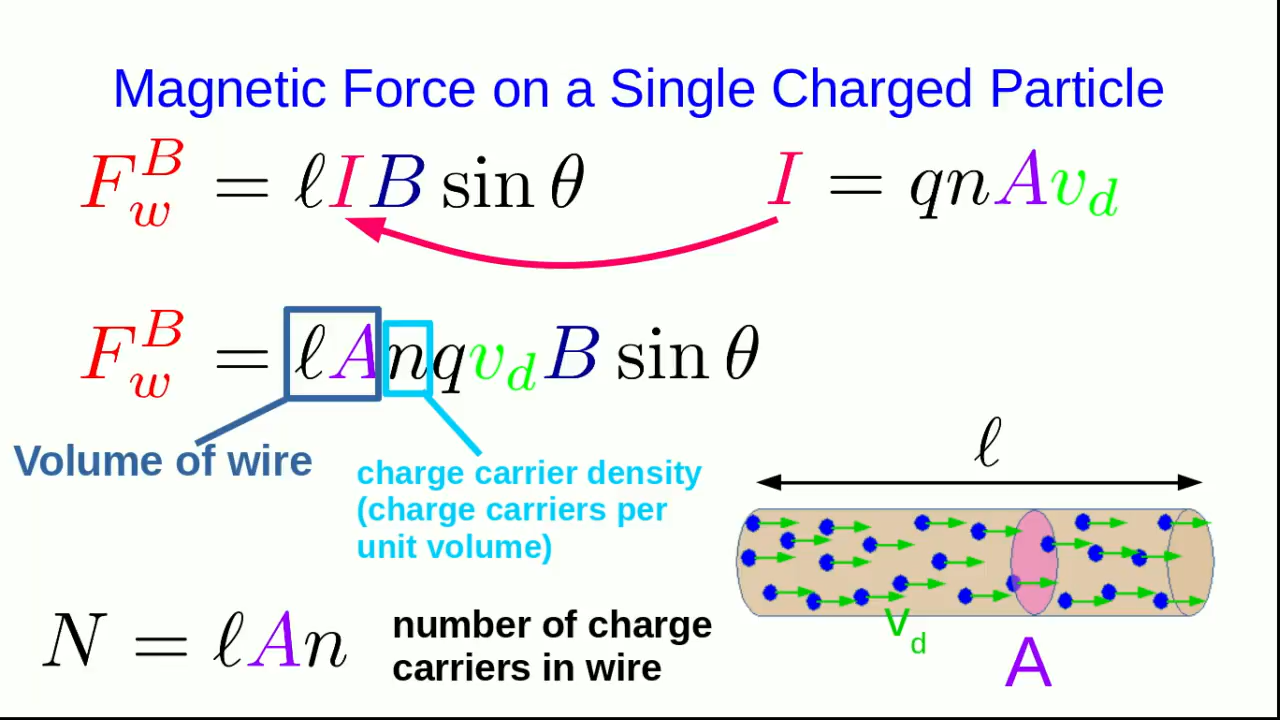 Magnetic Force on a Single Charged Particle
F_w^B = ℓIB sin θ
I = qnAv_d
F_w^B = ℓAnqv_dB sin θ
Volume of wire
charge carrier density
(charge carriers per
unit volume)
ℓ
v_d
A
N = ℓAn
number of charge
carriers in wire